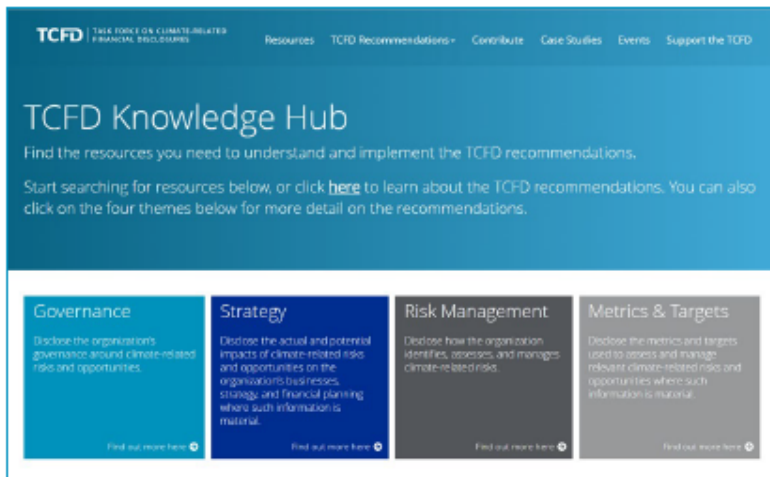 TCFD | TASK FORCE ON CLIMATE-RELATED
FINANCIAL DISCLOSURES
Resources TCFD Recommendations Contribute Case Studies Events Support the TCFD
TCFD Knowledge Hub
Find the resources you need to understand and implement the TCFD recommendations.
Start searching for resources below, or click here to learn about the TCFD recommendations. You can also
click on the four themes below for more detail on the recommendations.
Governance
Disclose the organization's
governance around climate-related
risks and opportunities.
Find out more here
Strategy
Disclose the actual and potential
impacts of climate-related risks
and opportunities on the
organization's businesses,
strategy, and financial planning
where such information is
material.
Find out more here
Risk Management
Disclose how the organization
identifies, assesses, and manages
climate-related risks.
Find out more here
Metrics & Targets
Disclose the metrics and targets
used to assess and manage
relevant climate-related risks and
opportunities where such
information is material.
Find out more here